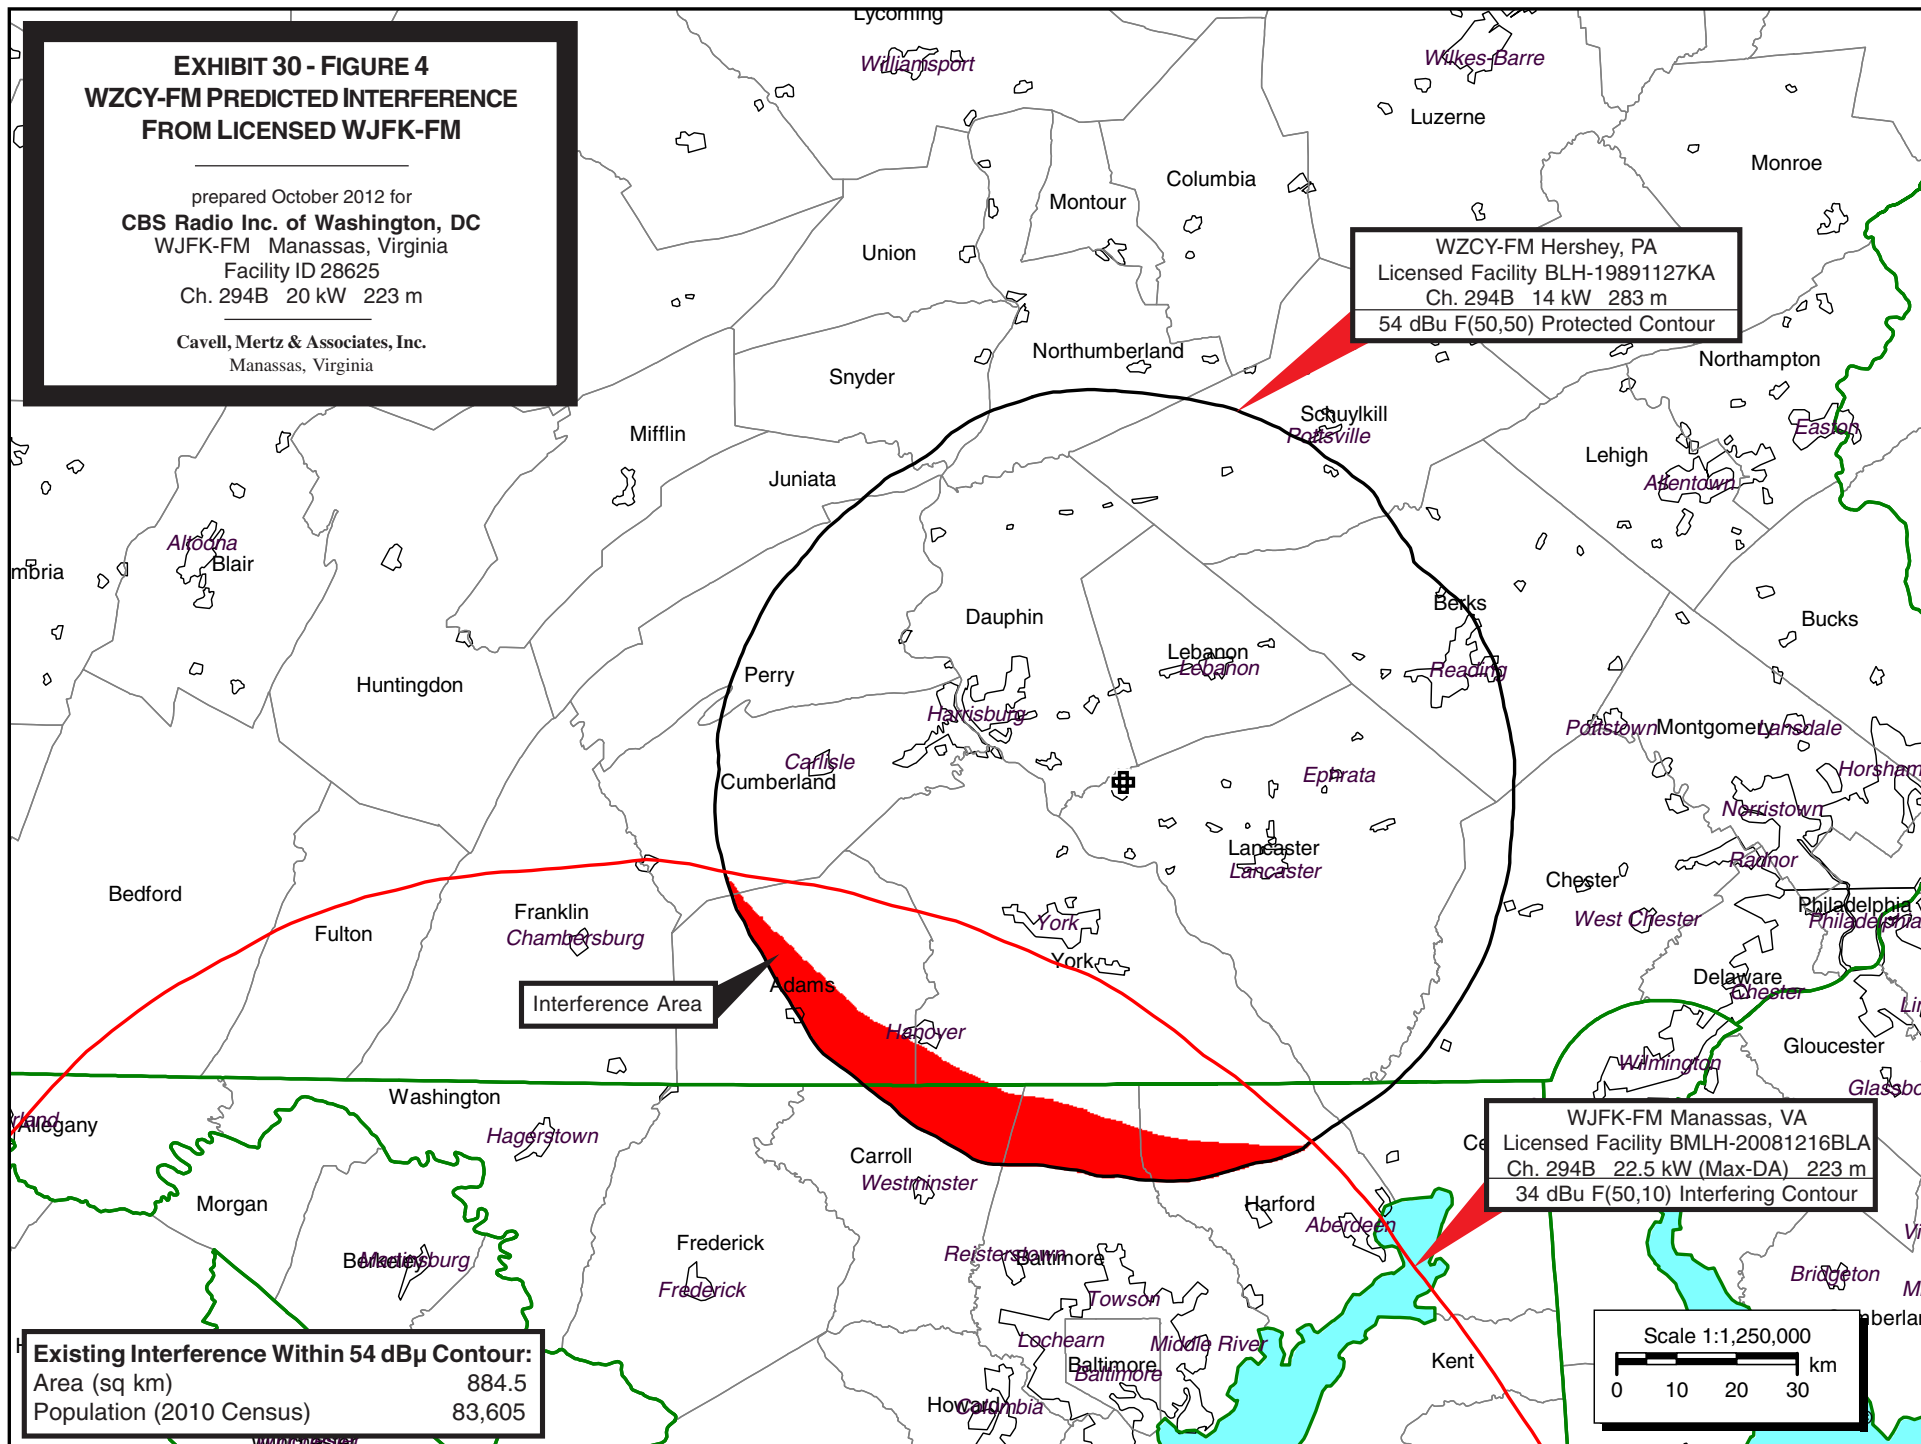 EXHIBIT 30 - FIGURE 4
WZCY-FM PREDICTED INTERFERENCE
FROM LICENSED WJFK-FM
prepared October 2012 for
CBS Radio Inc. of Washington, DC
WJFK-FM Manassas, Virginia
Facility ID 28625
Ch. 294B 20 kW 223 m
Cavell, Mertz & Associates, Inc.
Manassas, Virginia
Lycoming
Williamsport
Wilkes-Barre
Luzerne
Monroe
Columbia
Montour
Union
WZCY-FM Hershey, PA
Licensed Facility BLH-19891127KA
Ch. 294B 14 kW 283 m
54 dBu F(50,50) Protected Contour
Northumberland
Northampton
Snyder
Schuylkill
Pottsville
Easton
Mifflin
Lehigh
Allentown
Juniata
Altoona
Blair
mbria
Berks
Dauphin
Bucks
Lebanon
Lebanon
Reading
Perry
Huntingdon
Harrisburg
Pottstown
Montgomery
Lansdale
Carlisle
Cumberland
Ephrata
Horsham
Norristown
Lancaster
Lancaster
Radnor
Bedford
Chester
Franklin
Chambersburg
Fulton
York
York
West Chester
Philadelphia
Philadelphia
Delaware
Chester
Adams
Interference Area
Hanover
Gloucester
Wilmington
Glassbo
Washington
rland
Allegany
Hagerstown
Carroll
Westminster
WJFK-FM Manassas, VA
Licensed Facility BMLH-20081216BLA
Ch. 294B 22.5 kW (Max-DA) 223 m
34 dBu F(50,10) Interfering Contour
Ce
Morgan
Harford
Aberdeen
Frederick
Frederick
Berkeley
Martinsburg
Reisterstown
Baltimore
Bridgeton
Towson
Lochearn
Middle River
Baltimore
Baltimore
Kent
Howard
Columbia
Existing Interference Within 54 dBµ Contour:
Area (sq km) 884.5
Population (2010 Census) 83,605
Scale 1:1,250,000
km
0 10 20 30